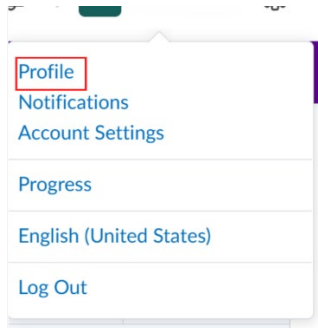 Profile
Notifications
Account Settings
Progress
English (United States)
Log Out